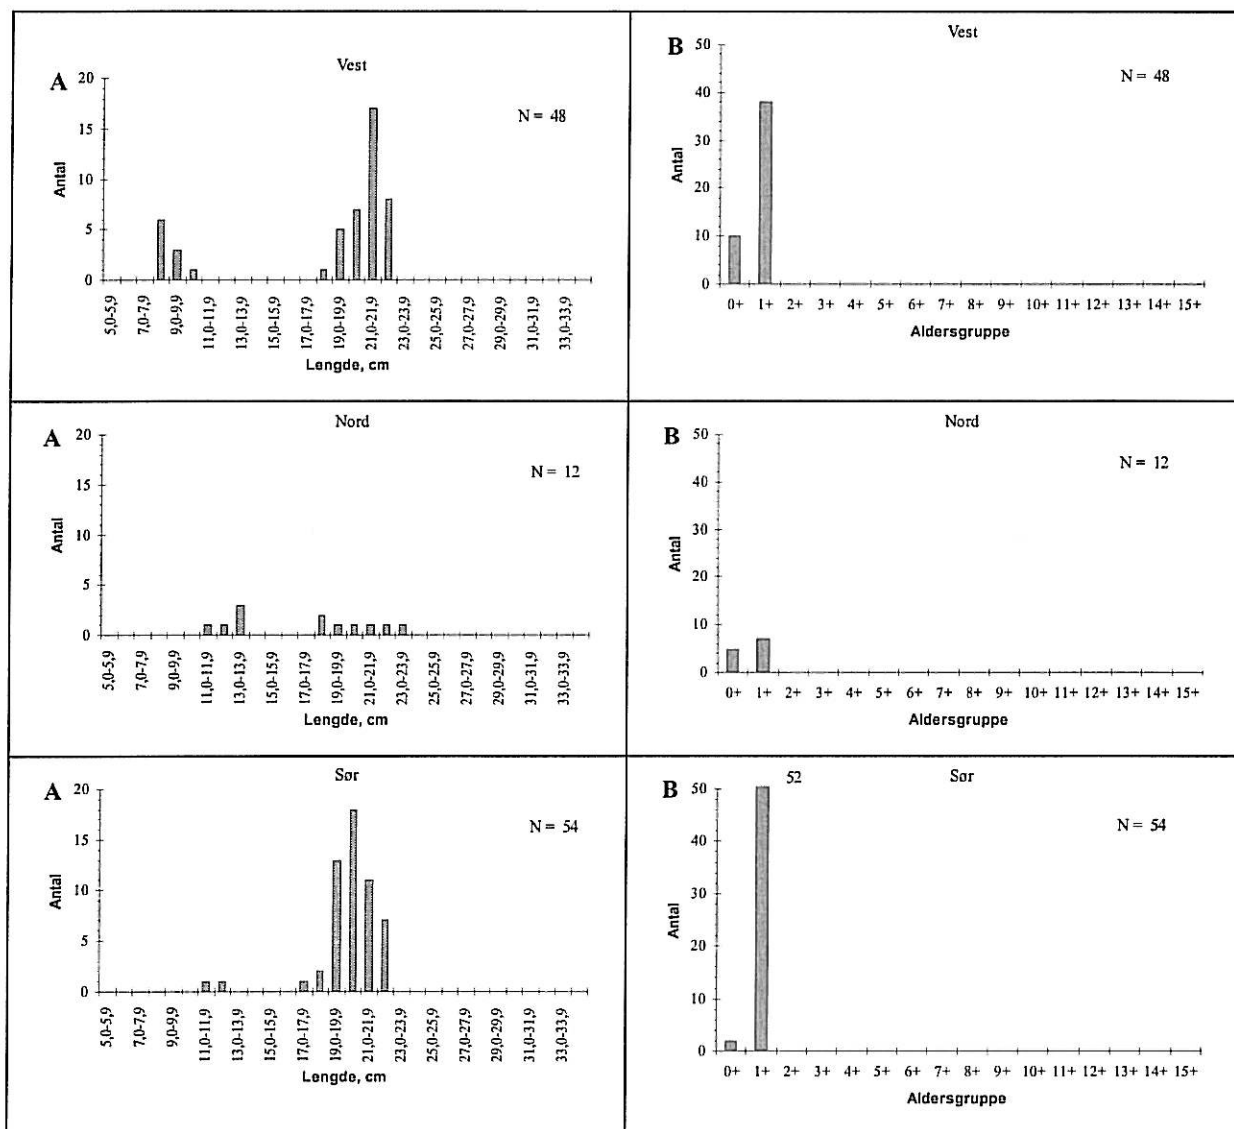 A
Vest
20
15
10
5
0
Antal
N = 48
5,0-5,9
7,0-7,9
9,0-9,9
11,0-11,9
13,0-13,9
15,0-15,9
17,0-17,9
19,0-19,9
21,0-21,9
23,0-23,9
25,0-25,9
27,0-27,9
29,0-29,9
31,0-31,9
33,0-33,9
Lengde, cm
B
Vest
50
40
30
20
10
0
Antal
N = 48
0+ 1+ 2+ 3+ 4+ 5+ 6+ 7+ 8+ 9+ 10+ 11+ 12+ 13+ 14+ 15+
Aldersgruppe
A
Nord
20
15
10
5
0
Antal
N = 12
5,0-5,9
7,0-7,9
9,0-9,9
11,0-11,9
13,0-13,9
15,0-15,9
17,0-17,9
19,0-19,9
21,0-21,9
23,0-23,9
25,0-25,9
27,0-27,9
29,0-29,9
31,0-31,9
33,0-33,9
Lengde, cm
B
Nord
50
40
30
20
10
0
Antal
N = 12
0+ 1+ 2+ 3+ 4+ 5+ 6+ 7+ 8+ 9+ 10+ 11+ 12+ 13+ 14+ 15+
Aldersgruppe
A
Sør
20
15
10
5
0
Antal
N = 54
5,0-5,9
7,0-7,9
9,0-9,9
11,0-11,9
13,0-13,9
15,0-15,9
17,0-17,9
19,0-19,9
21,0-21,9
23,0-23,9
25,0-25,9
27,0-27,9
29,0-29,9
31,0-31,9
33,0-33,9
Lengde, cm
B
52
Sør
50
40
30
20
10
0
Antal
N = 54
0+ 1+ 2+ 3+ 4+ 5+ 6+ 7+ 8+ 9+ 10+ 11+ 12+ 13+ 14+ 15+
Aldersgruppe